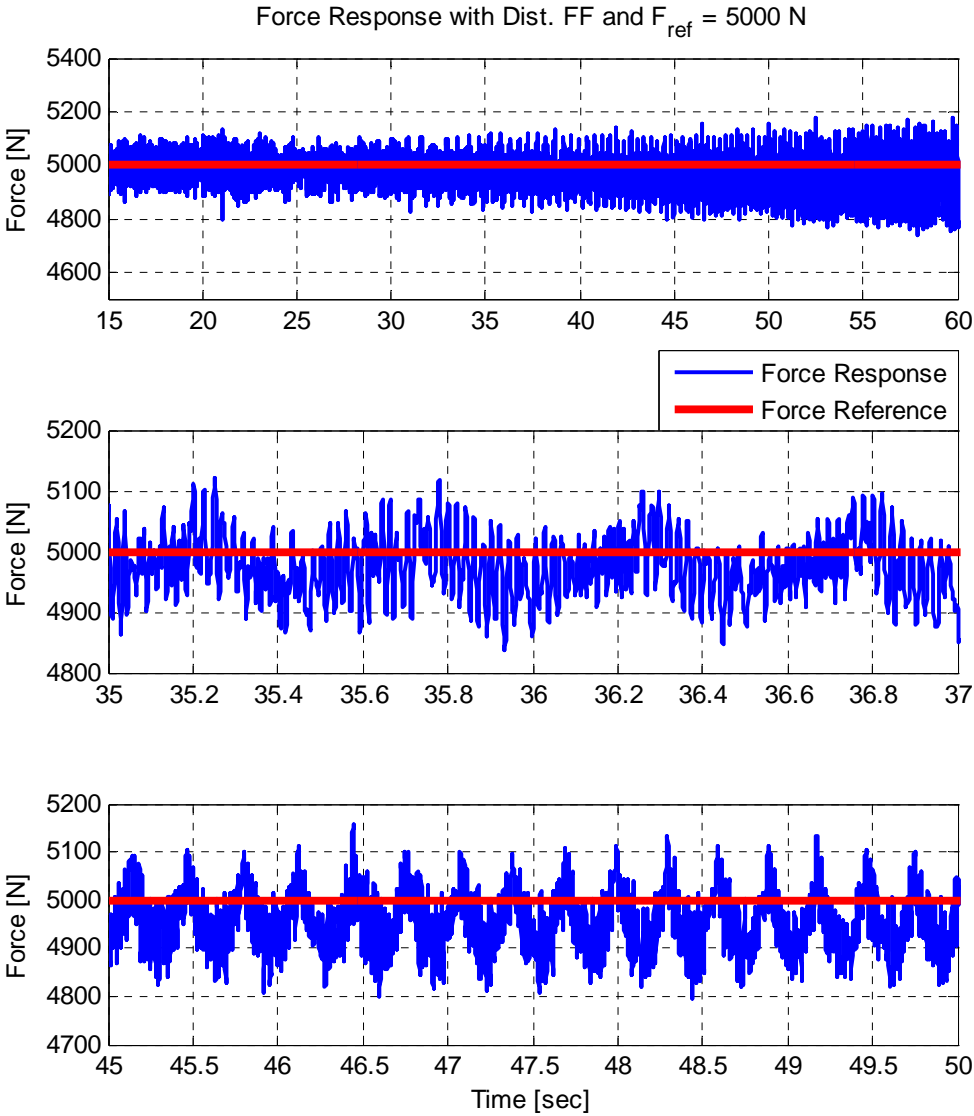 Force Response with Dist. FF and F_ref = 5000 N
5400
5200
5000
4800
4600
Force [N]
15 20 25 30 35 40 45 50 55 60
Force Response
Force Reference
5200
5100
5000
4900
4800
Force [N]
35 35.2 35.4 35.6 35.8 36 36.2 36.4 36.6 36.8 37
5200
5100
5000
4900
4800
4700
Force [N]
45 45.5 46 46.5 47 47.5 48 48.5 49 49.5 50
Time [sec]